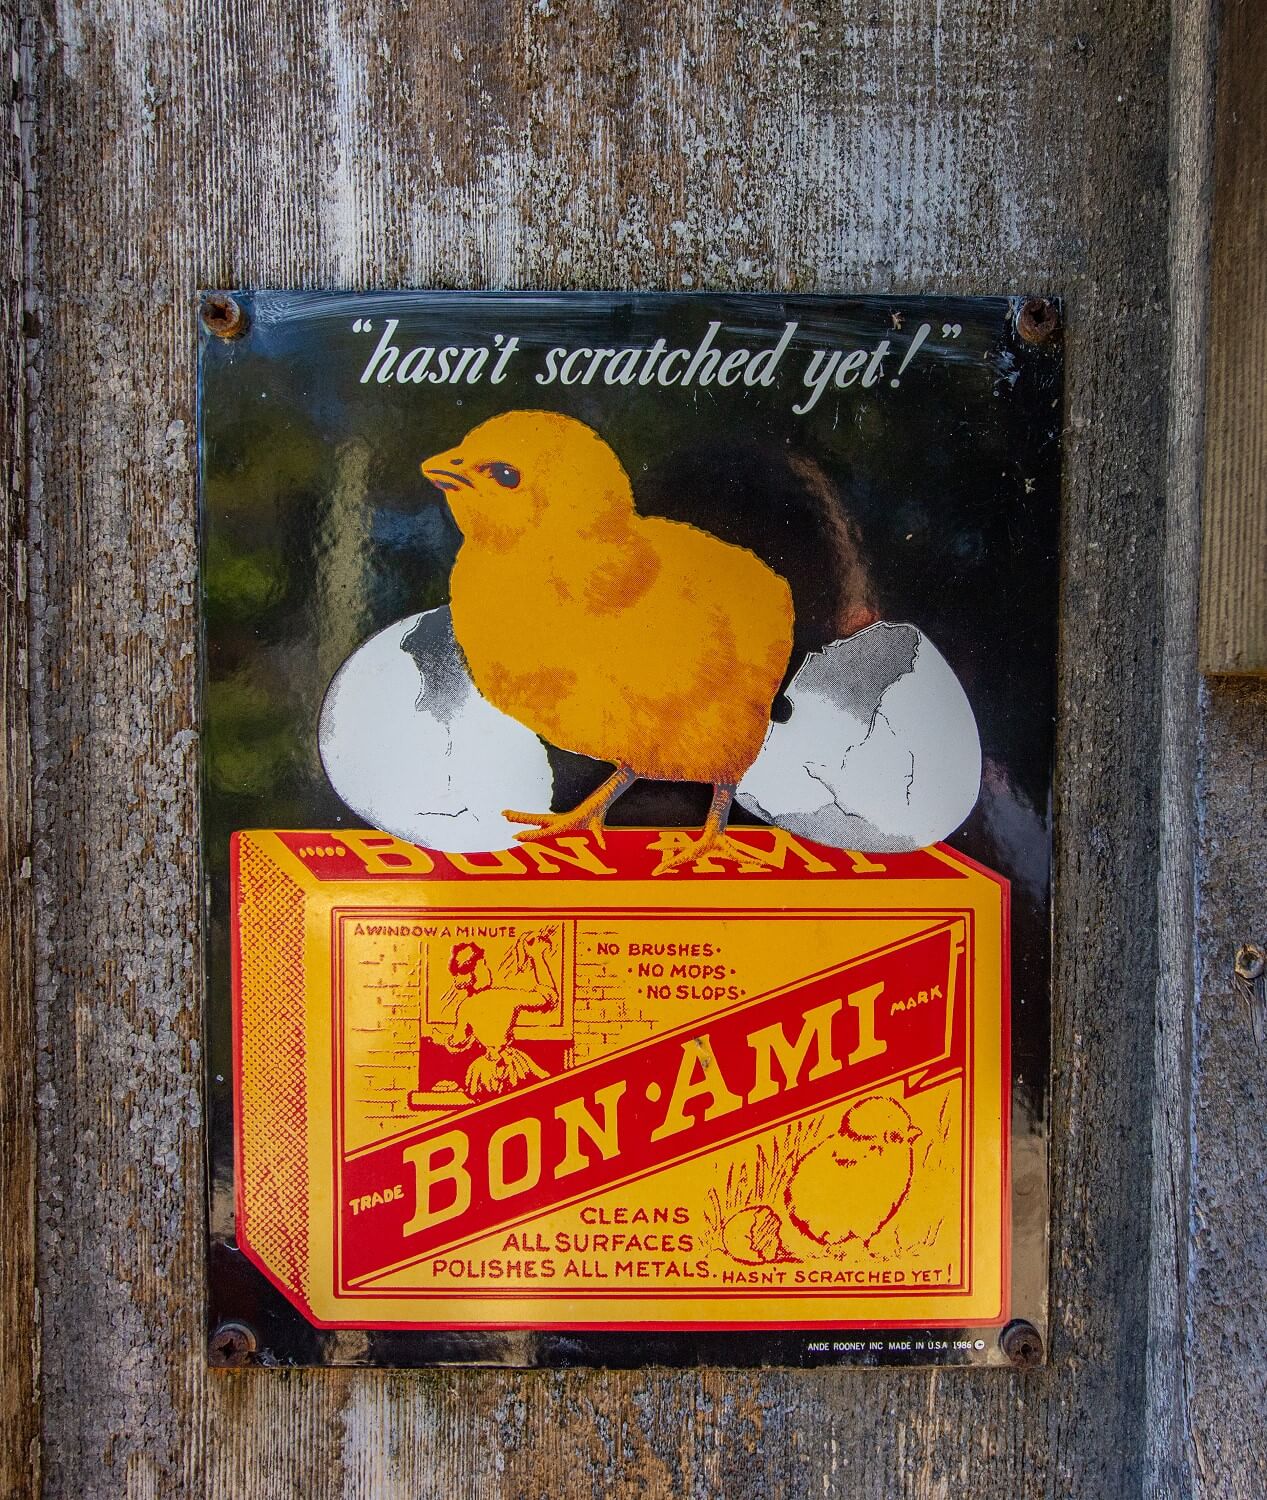 “hasn't scratched yet!”
BON AMI
A WINDOW A MINUTE
· NO BRUSHES ·
· NO MOPS ·
· NO SLOPS ·
TRADE BON·AMI MARK
CLEANS
ALL SURFACES
POLISHES ALL METALS.
HASN'T SCRATCHED YET!
ANDE ROONEY INC MADE IN U.S.A 1986 ©